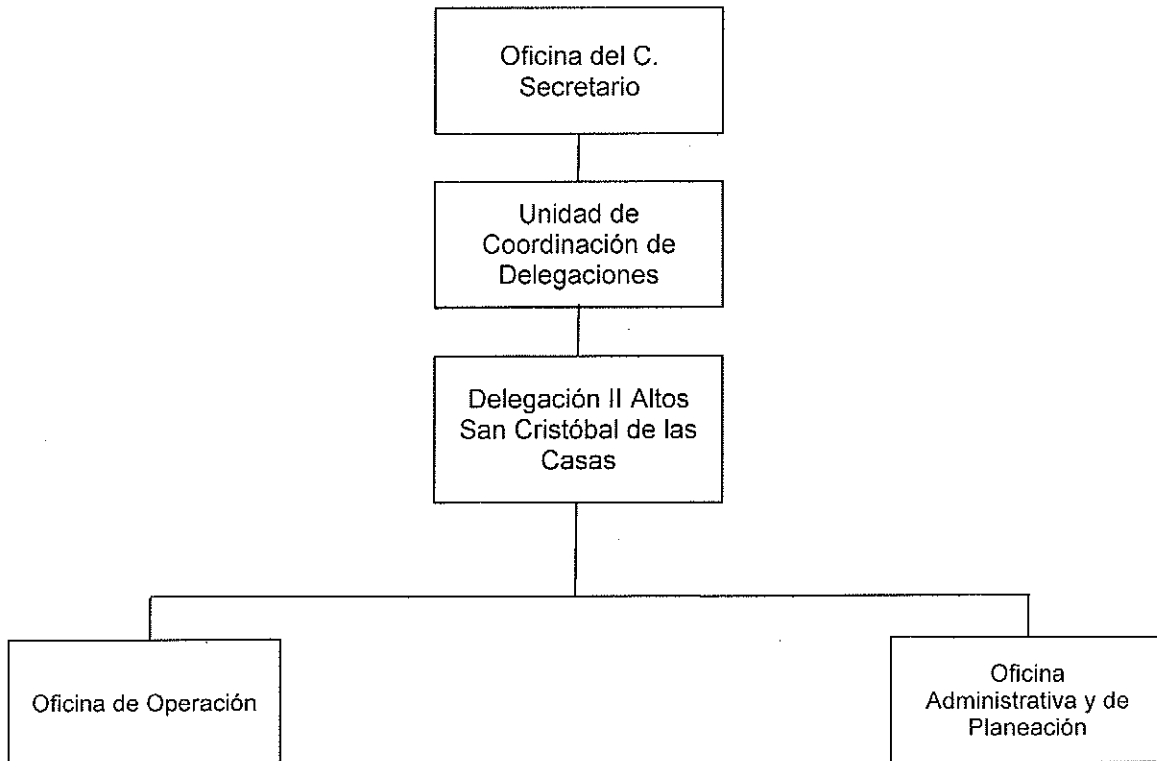 Oficina del C.
Secretario
Unidad de
Coordinación de
Delegaciones
Delegación II Altos
San Cristóbal de las
Casas
Oficina de Operación
Oficina
Administrativa y de
Planeación